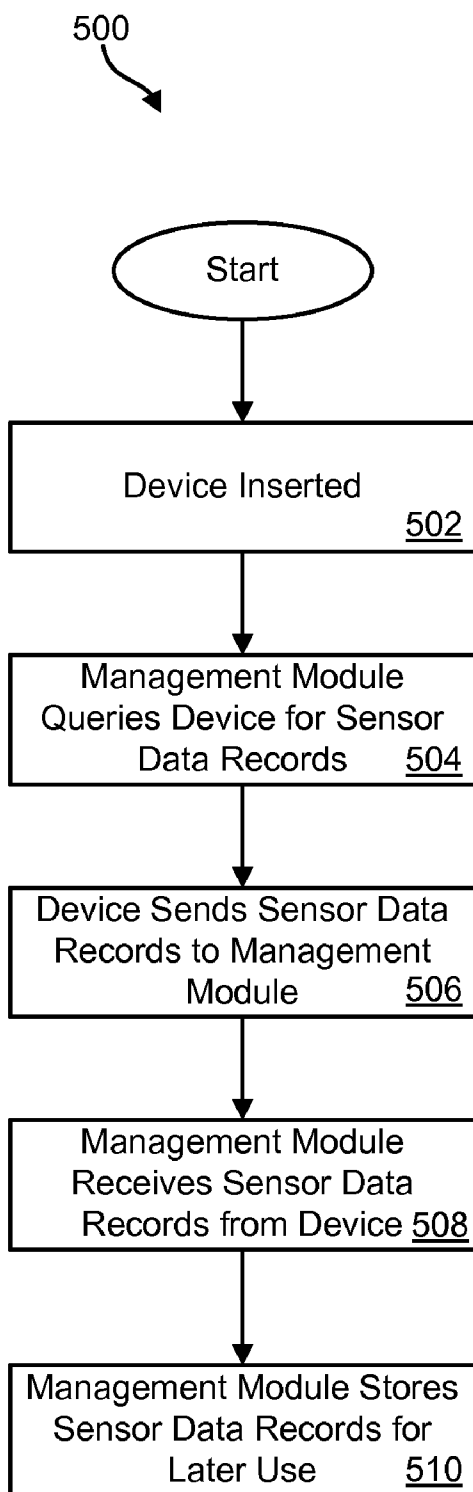 500
Start
Device Inserted
502
Management Module
Queries Device for Sensor
Data Records 504
Device Sends Sensor Data
Records to Management
Module 506
Management Module
Receives Sensor Data
Records from Device 508
Management Module Stores
Sensor Data Records for
Later Use 510